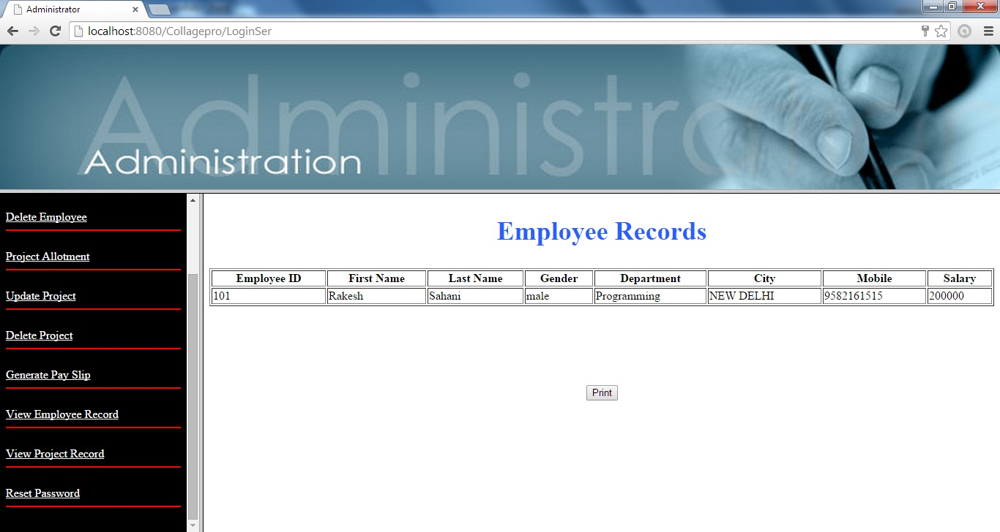 Administrator
localhost:8080/Collagepro/LoginSer
Administration
Administration
Delete Employee
Project Allotment
Update Project
Delete Project
Generate Pay Slip
View Employee Record
View Project Record
Reset Password
Employee Records
Employee ID First Name Last Name Gender Department City Mobile Salary
101 Rakesh Sahani male Programming NEW DELHI 9582161515 200000
Print